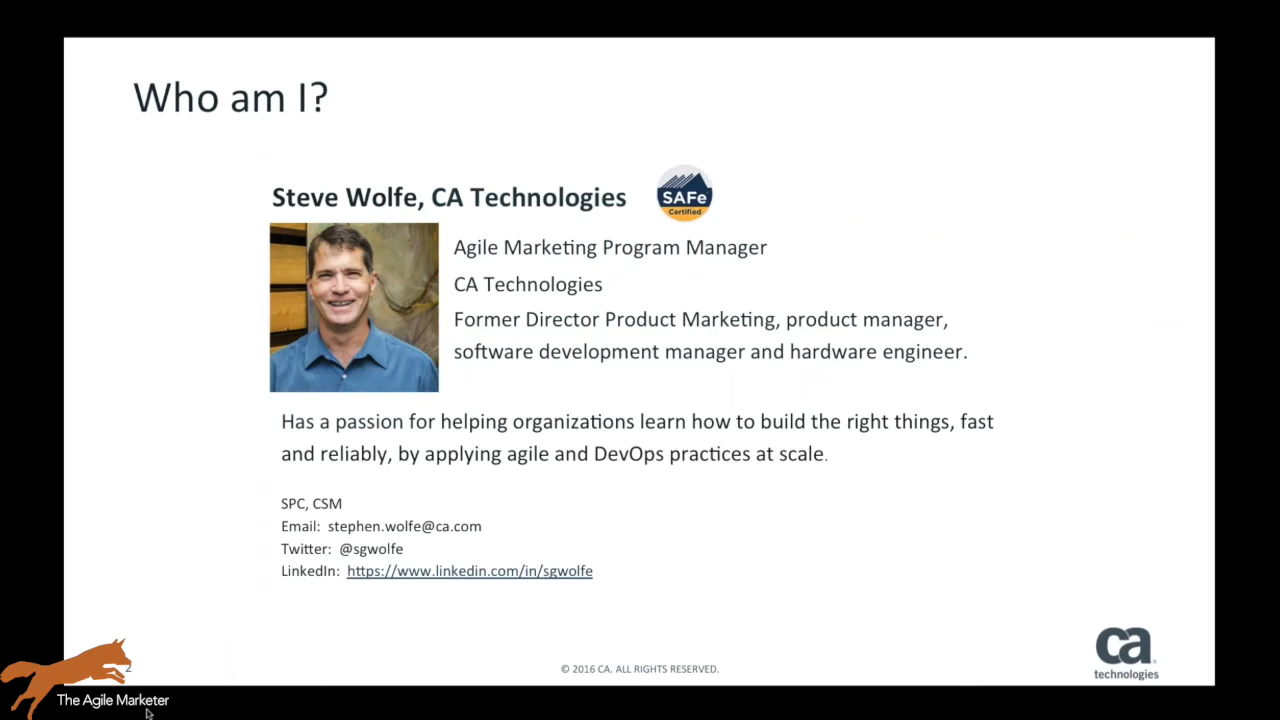 Who am I?
Steve Wolfe, CA Technologies
SAFe
Certified
Agile Marketing Program Manager
CA Technologies
Former Director Product Marketing, product manager,
software development manager and hardware engineer.
Has a passion for helping organizations learn how to build the right things, fast
and reliably, by applying agile and DevOps practices at scale.
SPC, CSM
Email: stephen.wolfe@ca.com
Twitter: @sgwolfe
LinkedIn: https://www.linkedin.com/in/sgwolfe
ca
technologies
2
© 2016 CA. ALL RIGHTS RESERVED.
The Agile Marketer